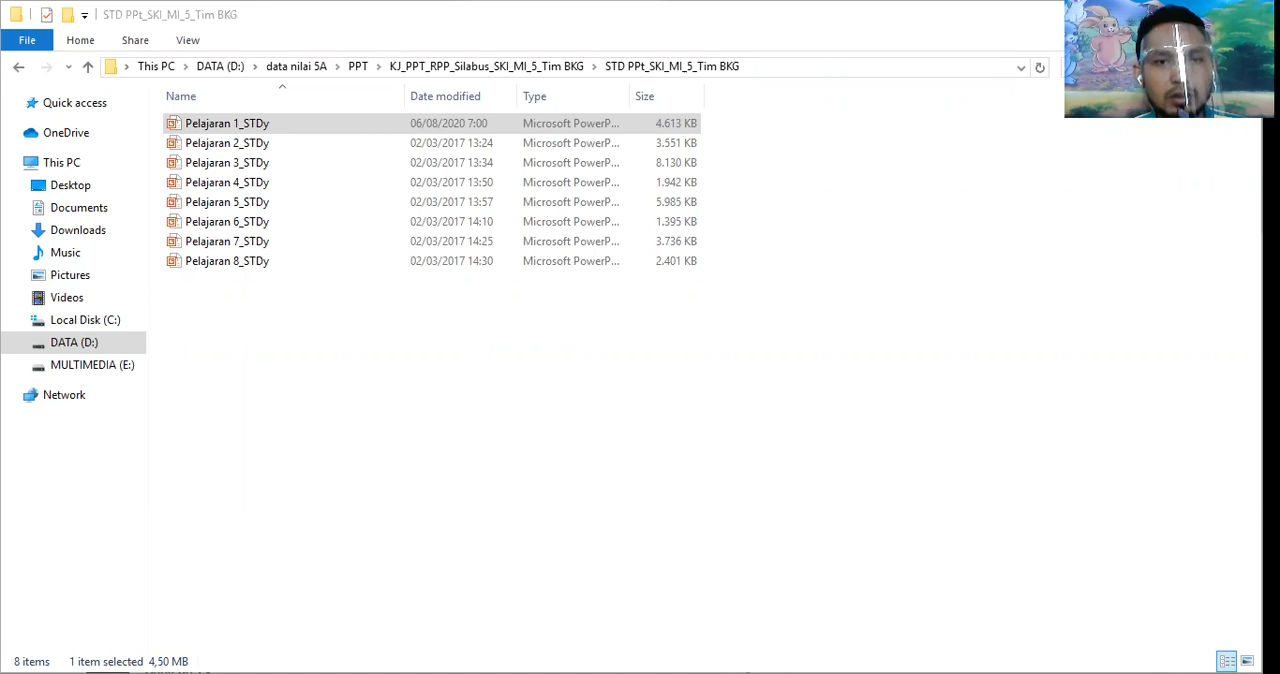 STD PPt_SKI_MI_5_Tim BKG
File Home Share View
This PC DATA (D:) data nilai 5A PPT KJ_PPT_RPP_Silabus_SKI_MI_5_Tim BKG STD PPt_SKI_MI_5_Tim BKG
Name Date modified Type Size
Quick access
OneDrive
This PC
Desktop
Documents
Downloads
Music
Pictures
Videos
Local Disk (C:)
DATA (D:)
MULTIMEDIA (E:)
Network
Pelajaran 1_STDy 06/08/2020 7:00 Microsoft PowerP... 4.613 KB
Pelajaran 2_STDy 02/03/2017 13:24 Microsoft PowerP... 3.551 KB
Pelajaran 3_STDy 02/03/2017 13:34 Microsoft PowerP... 8.130 KB
Pelajaran 4_STDy 02/03/2017 13:50 Microsoft PowerP... 1.942 KB
Pelajaran 5_STDy 02/03/2017 13:57 Microsoft PowerP... 5.985 KB
Pelajaran 6_STDy 02/03/2017 14:10 Microsoft PowerP... 1.395 KB
Pelajaran 7_STDy 02/03/2017 14:25 Microsoft PowerP... 3.736 KB
Pelajaran 8_STDy 02/03/2017 14:30 Microsoft PowerP... 2.401 KB
8 items 1 item selected 4,50 MB